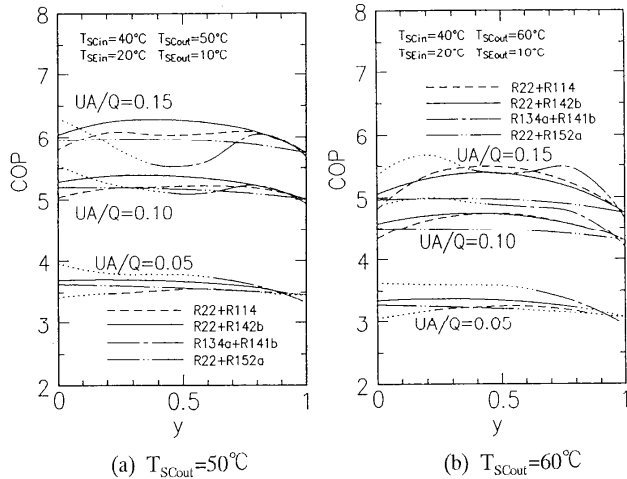 T_SCin=40°C T_SCout=50°C
T_SEin=20°C T_SEout=10°C
UA/Q=0.15
UA/Q=0.10
UA/Q=0.05
R22+R114
R22+R142b
R134a+R141b
R22+R152a
8
7
6
5
4
3
2
COP
0
0.5
1
y
(a) T_SCout=50℃
T_SCin=40°C T_SCout=60°C
T_SEin=20°C T_SEout=10°C
R22+R114
R22+R142b
R134a+R141b
R22+R152a
UA/Q=0.15
UA/Q=0.10
UA/Q=0.05
8
7
6
5
4
3
2
COP
0
0.5
1
y
(b) T_SCout=60℃